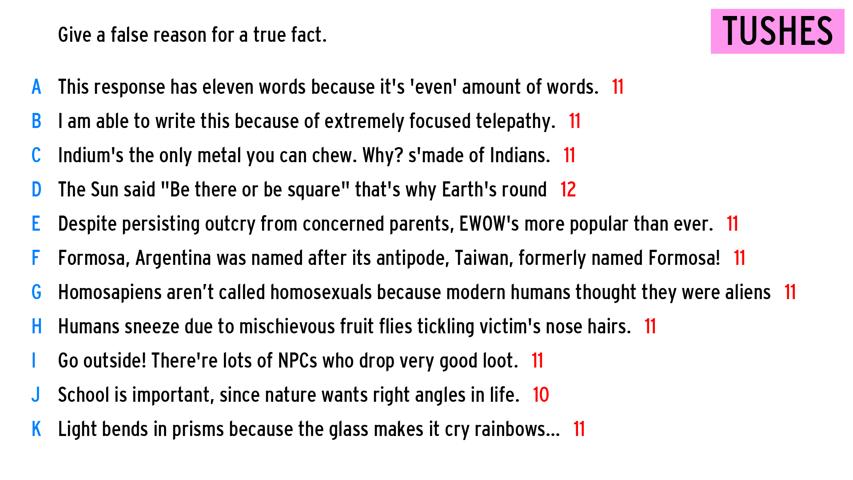 Give a false reason for a true fact.
TUSHES
A This response has eleven words because it's 'even' amount of words. 11
B I am able to write this because of extremely focused telepathy. 11
C Indium's the only metal you can chew. Why? s'made of Indians. 11
D The Sun said "Be there or be square" that's why Earth's round 12
E Despite persisting outcry from concerned parents, EWOW's more popular than ever. 11
F Formosa, Argentina was named after its antipode, Taiwan, formerly named Formosa! 11
G Homosapiens aren’t called homosexuals because modern humans thought they were aliens 11
H Humans sneeze due to mischievous fruit flies tickling victim's nose hairs. 11
I Go outside! There're lots of NPCs who drop very good loot. 11
J School is important, since nature wants right angles in life. 10
K Light bends in prisms because the glass makes it cry rainbows... 11